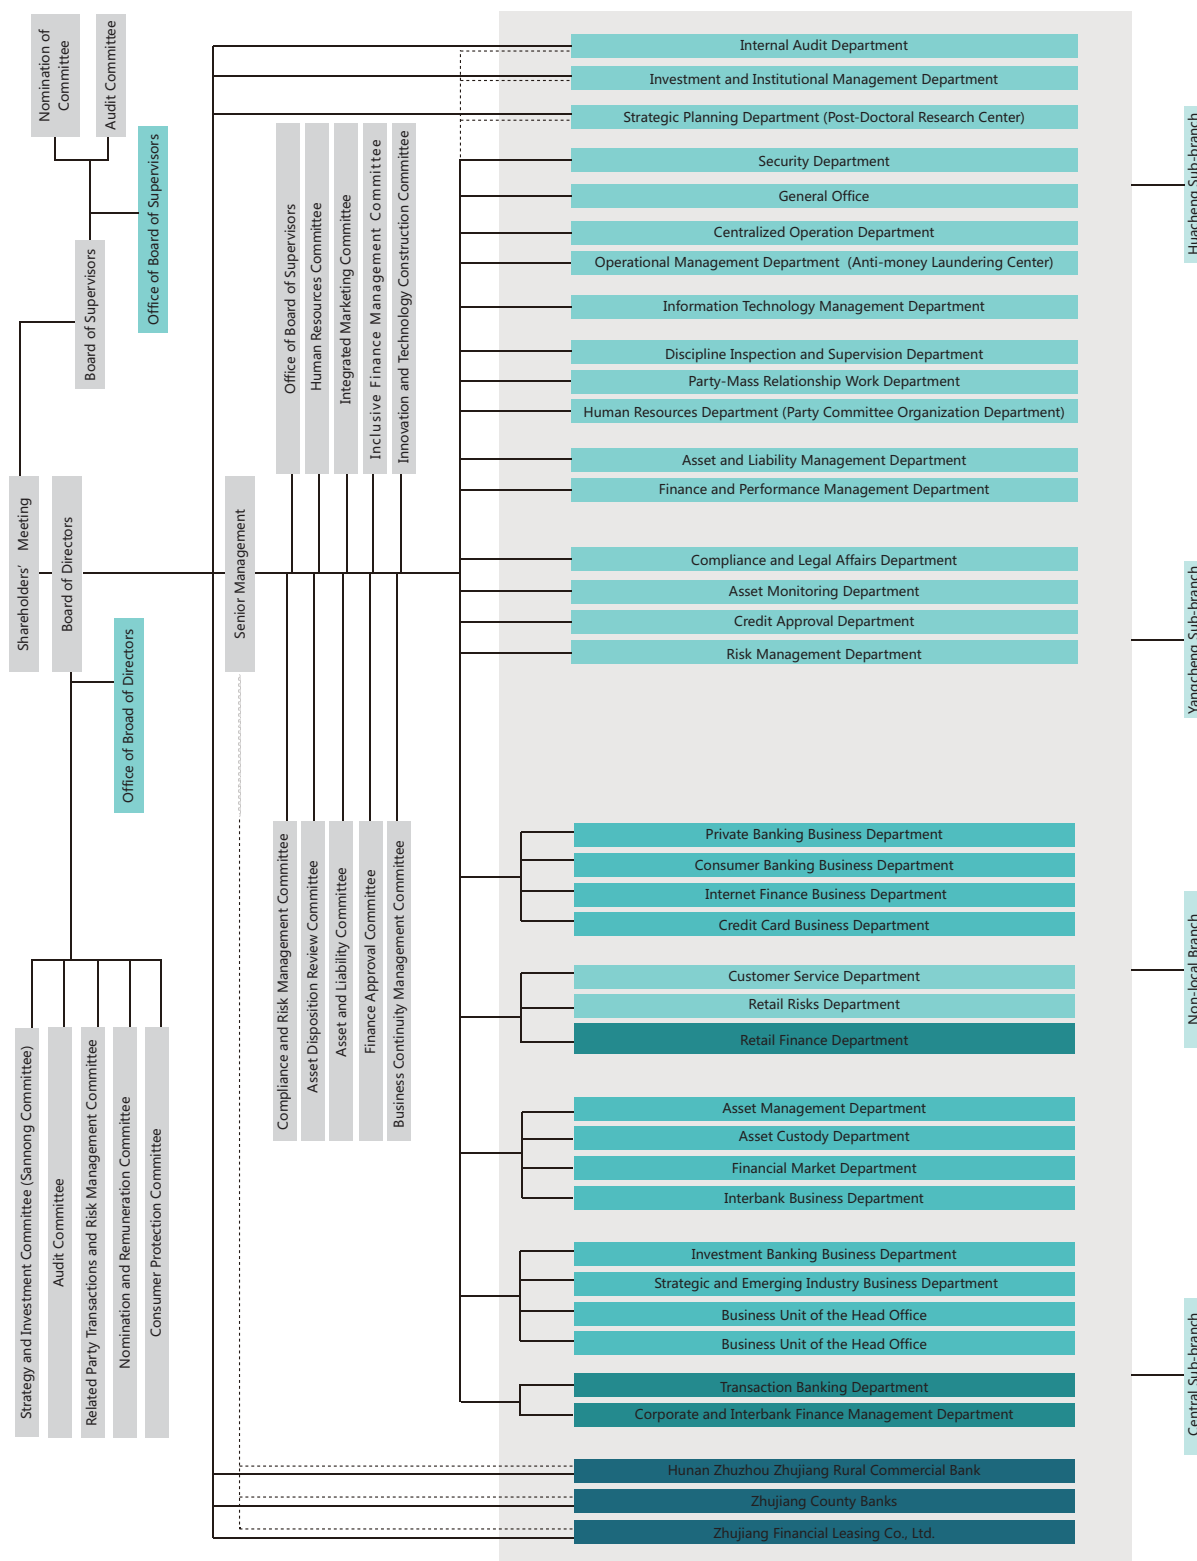 Nomination of
Committee
Audit Committee
Office of Board of Supervisors
Board of Supervisors
Shareholders' Meeting
Board of Directors
Office of Broad of Directors
Strategy and Investment Committee (Sannong Committee)
Audit Committee
Related Party Transactions and Risk Management Committee
Nomination and Remuneration Committee
Consumer Protection Committee
Senior Management
Office of Board of Supervisors
Human Resources Committee
Integrated Marketing Committee
Inclusive Finance Management Committee
Innovation and Technology Construction Committee
Compliance and Risk Management Committee
Asset Disposition Review Committee
Asset and Liability Committee
Finance Approval Committee
Business Continuity Management Committee
Internal Audit Department
Investment and Institutional Management Department
Strategic Planning Department (Post-Doctoral Research Center)
Security Department
General Office
Centralized Operation Department
Operational Management Department (Anti-money Laundering Center)
Information Technology Management Department
Discipline Inspection and Supervision Department
Party-Mass Relationship Work Department
Human Resources Department (Party Committee Organization Department)
Asset and Liability Management Department
Finance and Performance Management Department
Compliance and Legal Affairs Department
Asset Monitoring Department
Credit Approval Department
Risk Management Department
Private Banking Business Department
Consumer Banking Business Department
Internet Finance Business Department
Credit Card Business Department
Customer Service Department
Retail Risks Department
Retail Finance Department
Asset Management Department
Asset Custody Department
Financial Market Department
Interbank Business Department
Investment Banking Business Department
Strategic and Emerging Industry Business Department
Business Unit of the Head Office
Business Unit of the Head Office
Transaction Banking Department
Corporate and Interbank Finance Management Department
Hunan Zhuzhou Zhujiang Rural Commercial Bank
Zhujiang County Banks
Zhujiang Financial Leasing Co., Ltd.
Huacheng Sub-branch
Yangcheng Sub-branch
Non-local Branch
Central Sub-branch